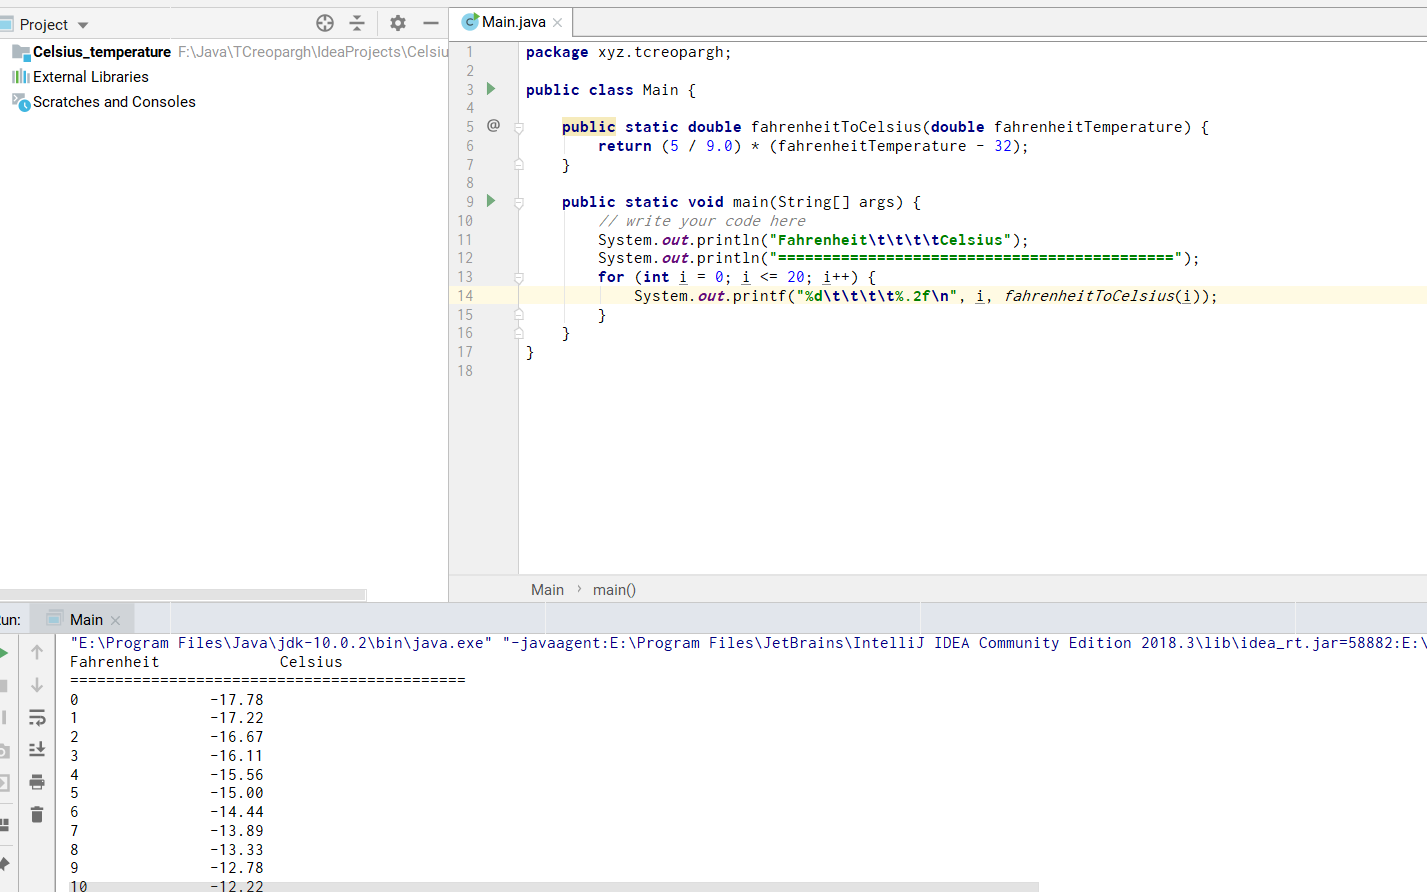 Project
Main.java
Celsius_temperature F:\Java\TCreopargh\IdeaProjects\Celsiu
External Libraries
Scratches and Consoles
1 package xyz.tcreopargh;
2
3 public class Main {
4
5 @ public static double fahrenheitToCelsius(double fahrenheitTemperature) {
6 return (5 / 9.0) * (fahrenheitTemperature - 32);
7 }
8
9 public static void main(String[] args) {
10 // write your code here
11 System.out.println("Fahrenheit\t\t\t\tCelsius");
12 System.out.println("============================================");
13 for (int i = 0; i <= 20; i++) {
14 System.out.printf("%d\t\t\t\t%.2f\n", i, fahrenheitToCelsius(i));
15 }
16 }
17 }
18
Main › main()
un: Main
"E:\Program Files\Java\jdk-10.0.2\bin\java.exe" "-javaagent:E:\Program Files\JetBrains\IntelliJ IDEA Community Edition 2018.3\lib\idea_rt.jar=58882:E:\
Fahrenheit Celsius
============================================
0 -17.78
1 -17.22
2 -16.67
3 -16.11
4 -15.56
5 -15.00
6 -14.44
7 -13.89
8 -13.33
9 -12.78
10 -12.22